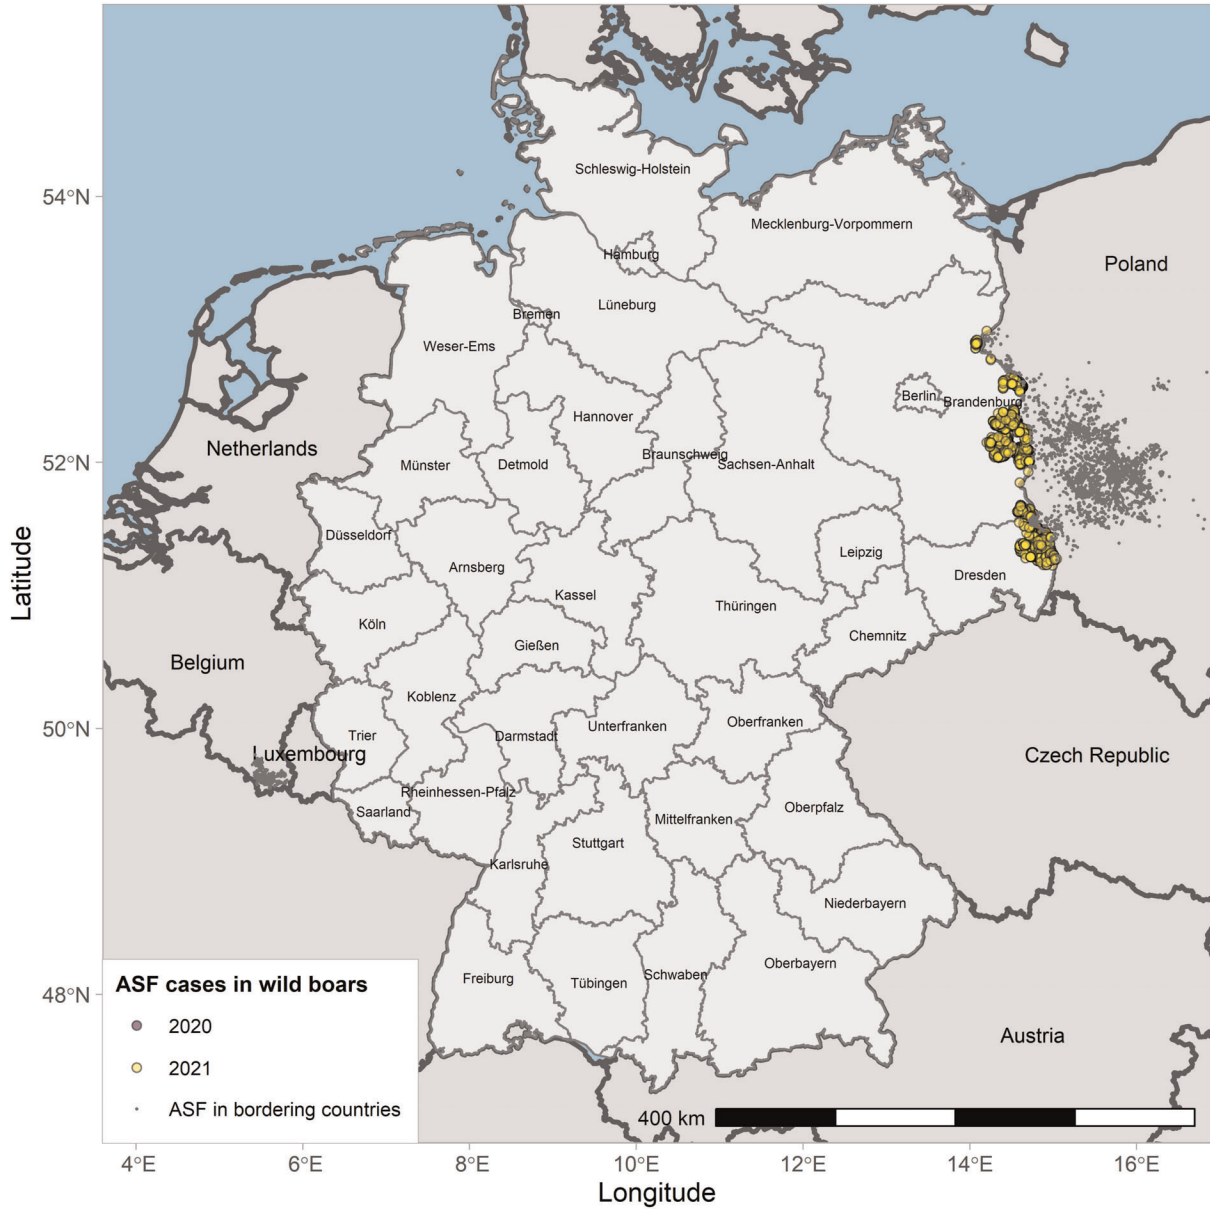 Schleswig-Holstein
54°N
Mecklenburg-Vorpommern
Hamburg
Poland
Lüneburg
Bremen
Weser-Ems
Berlin
Brandenburg
Hannover
Netherlands
Braunschweig
52°N
Münster
Detmold
Sachsen-Anhalt
Düsseldorf
Leipzig
Arnsberg
Dresden
Latitude
Kassel
Thüringen
Köln
Chemnitz
Gießen
Belgium
Koblenz
Oberfranken
50°N
Unterfranken
Trier
Darmstadt
Luxembourg
Czech Republic
Rheinhessen-Pfalz
Oberpfalz
Saarland
Mittelfranken
Stuttgart
Karlsruhe
Niederbayern
Oberbayern
Schwaben
Freiburg
Tübingen
ASF cases in wild boars
48°N
2020
Austria
2021
ASF in bordering countries
400 km
4°E
6°E
8°E
10°E
12°E
14°E
16°E
Longitude